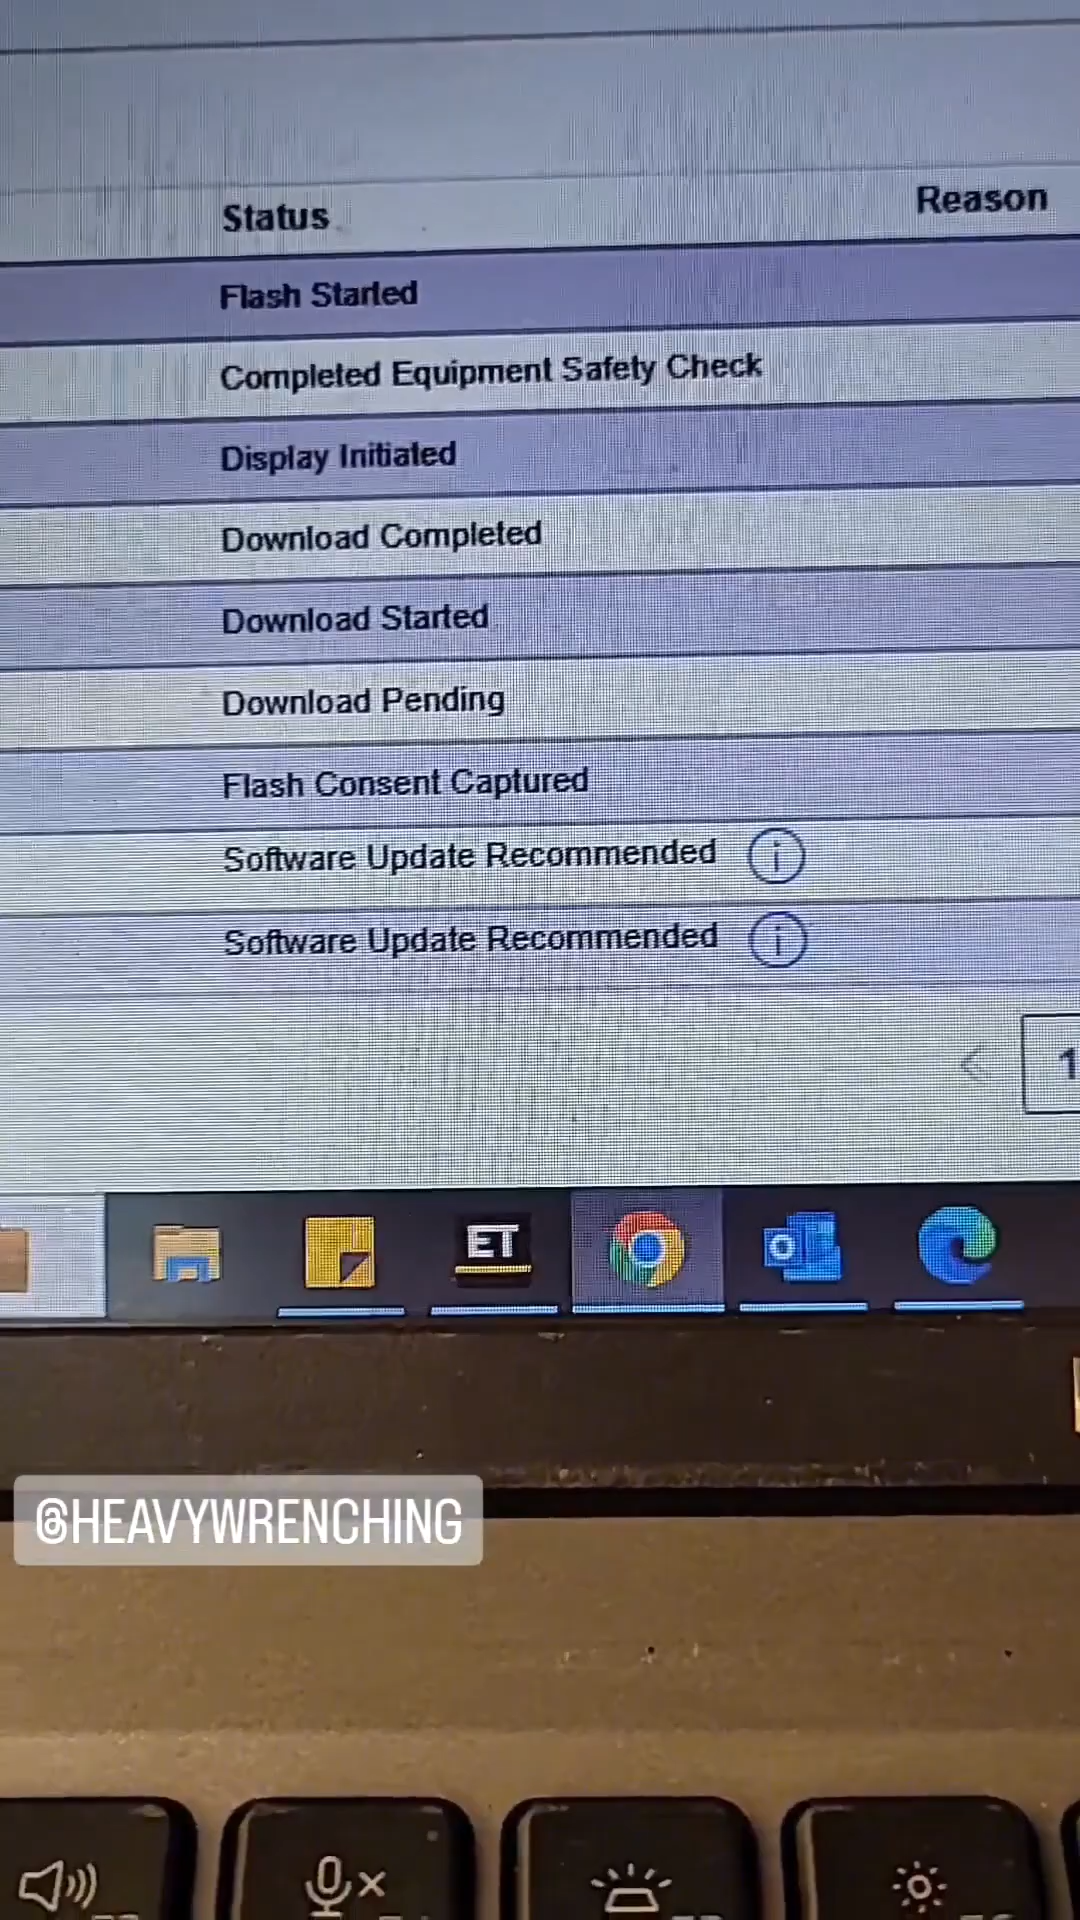 Status
Reason
Flash Started
Completed Equipment Safety Check
Display Initiated
Download Completed
Download Started
Download Pending
Flash Consent Captured
Software Update Recommended
Software Update Recommended
< 1
ET
@HEAVYWRENCHING